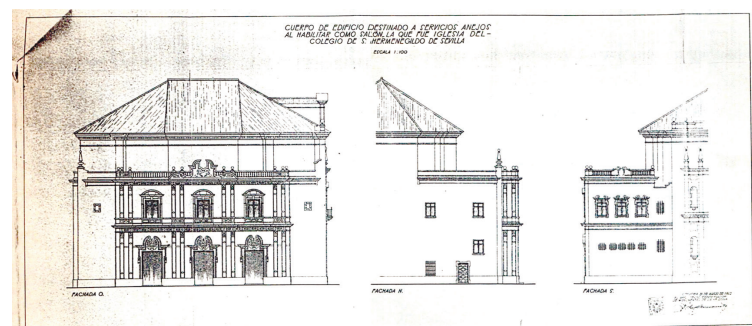 CUERPO DE EDIFICIO DESTINADO A SERVICIOS ANEJOS
AL HABILITAR COMO SALÓN, LA QUE FUE IGLESIA DEL-
COLEGIO DE S. HERMENEGILDO DE SEVILLA
ESCALA 1:100
FACHADA O.
FACHADA N.
FACHADA S.